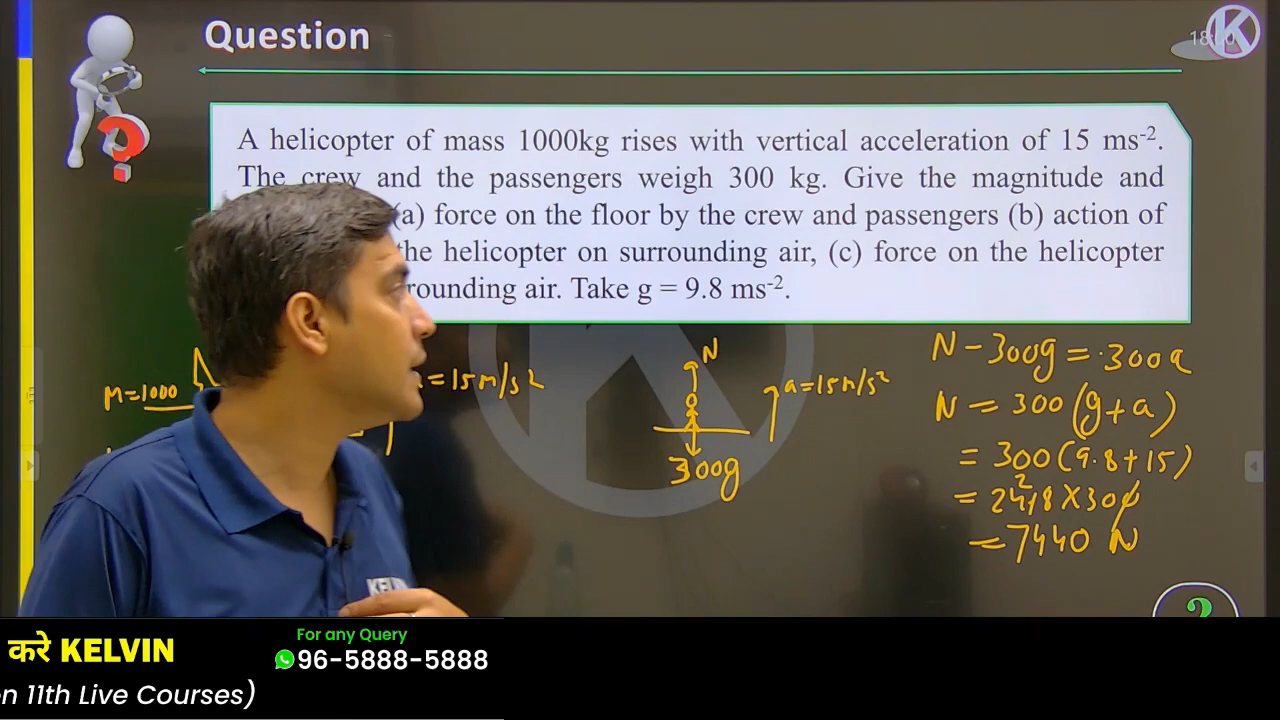 Question
A helicopter of mass 1000kg rises with vertical acceleration of 15 ms⁻².
The crew and the passengers weigh 300 kg. Give the magnitude and
(a) force on the floor by the crew and passengers (b) action of
he helicopter on surrounding air, (c) force on the helicopter
rounding air. Take g = 9.8 ms⁻².
M=1000
= 15m/s²
N
a=15m/s²
300g
N - 300g = 300a
N = 300(g+a)
= 300(9.8+15)
= 24.8 X 300
= 7440 N
K
करे KELVIN
For any Query
96-5888-5888
en 11th Live Courses)